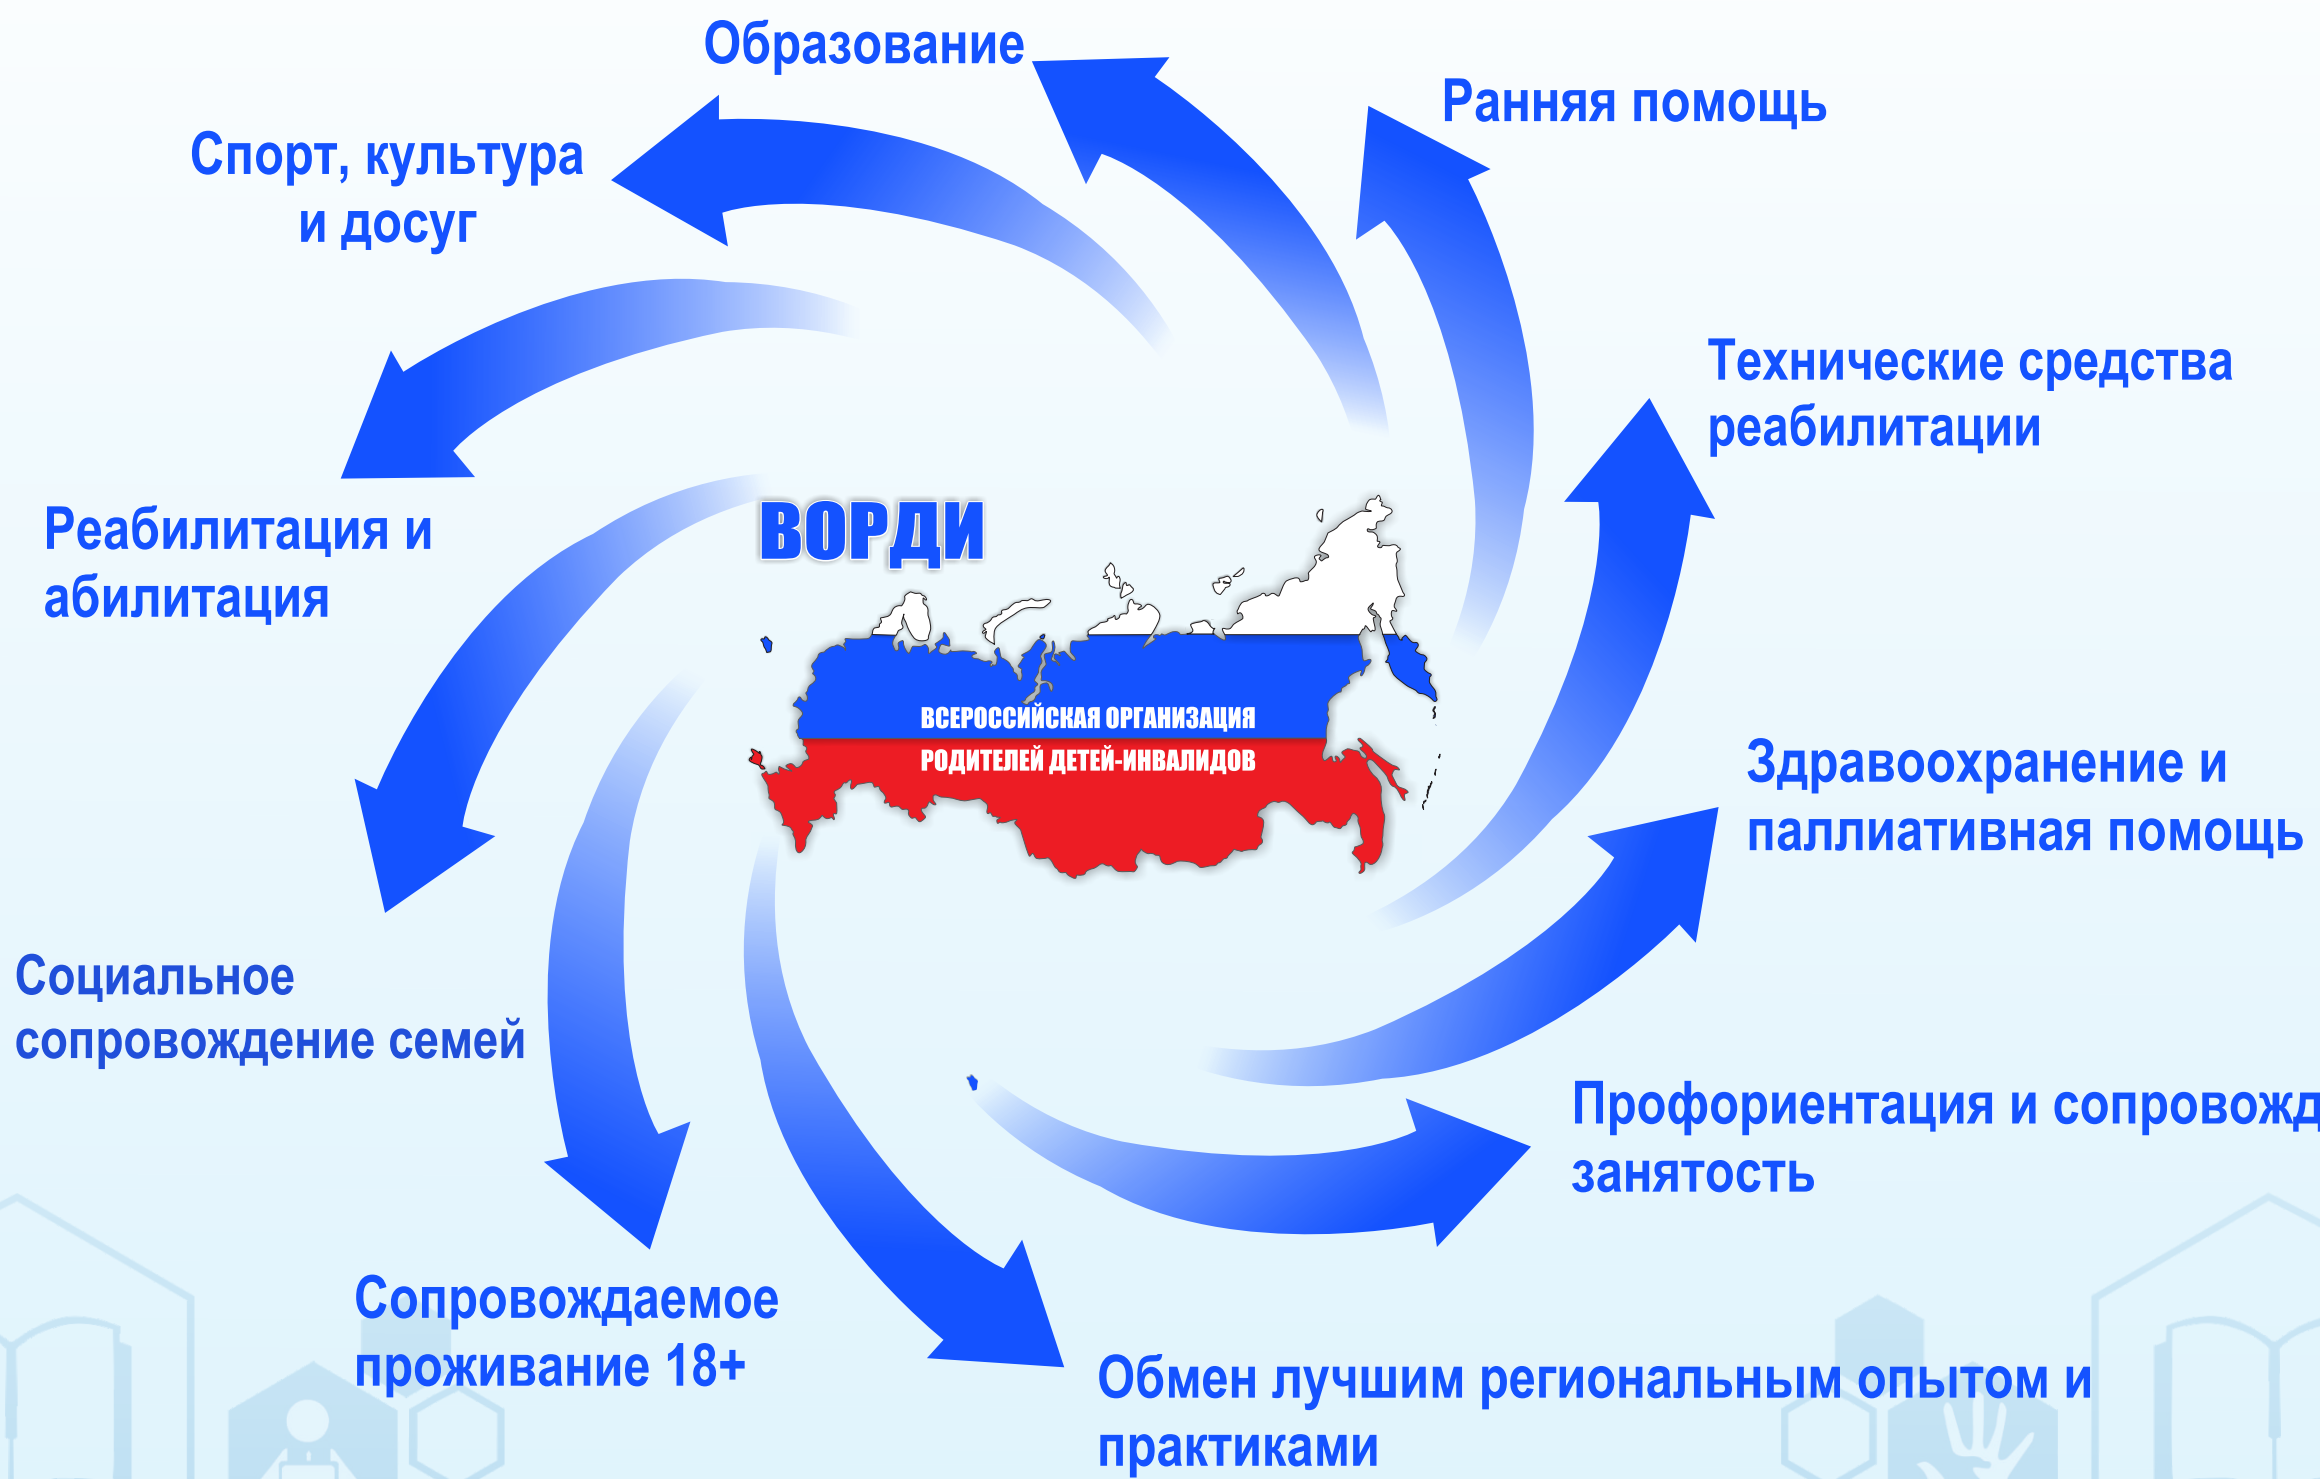 Образование
Ранняя помощь
Спорт, культура
и досуг
Технические средства
реабилитации
Реабилитация и
абилитация
ВОРДИ
ВСЕРОССИЙСКАЯ ОРГАНИЗАЦИЯ
РОДИТЕЛЕЙ ДЕТЕЙ-ИНВАЛИДОВ
Здравоохранение и
паллиативная помощь
Социальное
сопровождение семей
Профориентация и
занятость
Сопровождаемое
проживание 18+
Обмен лучшим региональным опытом и
практиками